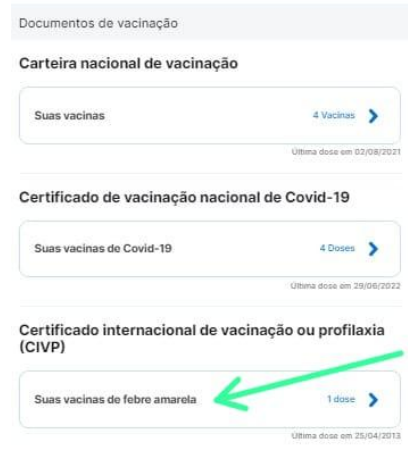 Documentos de vacinação
Carteira nacional de vacinação
Suas vacinas 4 Vacinas
Última dose em 02/08/2021
Certificado de vacinação nacional de Covid-19
Suas vacinas de Covid-19 4 Doses
Última dose em 29/06/2022
Certificado internacional de vacinação ou profilaxia
(CIVP)
Suas vacinas de febre amarela 1 dose
Última dose em 25/04/2013